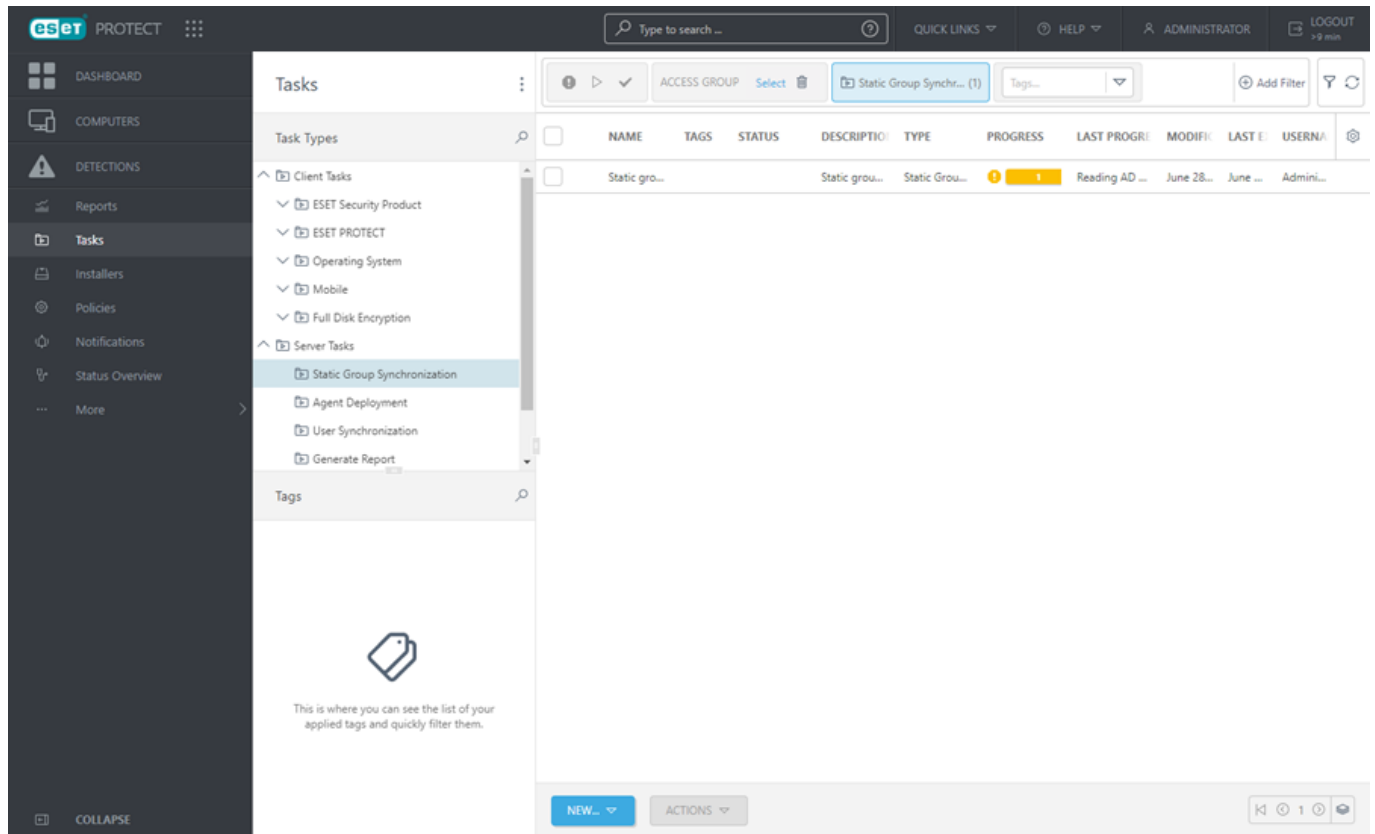 eset PROTECT
Type to search ...
QUICK LINKS
HELP
ADMINISTRATOR
LOGOUT
>9 min
DASHBOARD
COMPUTERS
DETECTIONS
Reports
Tasks
Installers
Policies
Notifications
Status Overview
More
COLLAPSE
Tasks
Task Types
Client Tasks
ESET Security Product
ESET PROTECT
Operating System
Mobile
Full Disk Encryption
Server Tasks
Static Group Synchronization
Agent Deployment
User Synchronization
Generate Report
Tags
This is where you can see the list of your
applied tags and quickly filter them.
ACCESS GROUP Select
Static Group Synchr... (1)
Tags...
Add Filter
NAME TAGS STATUS DESCRIPTIO TYPE PROGRESS LAST PROGRE MODIFIC LAST E USERNA
Static gro... Static grou... Static Grou... 1 Reading AD ... June 28... June ... Admini...
NEW... ACTIONS 1